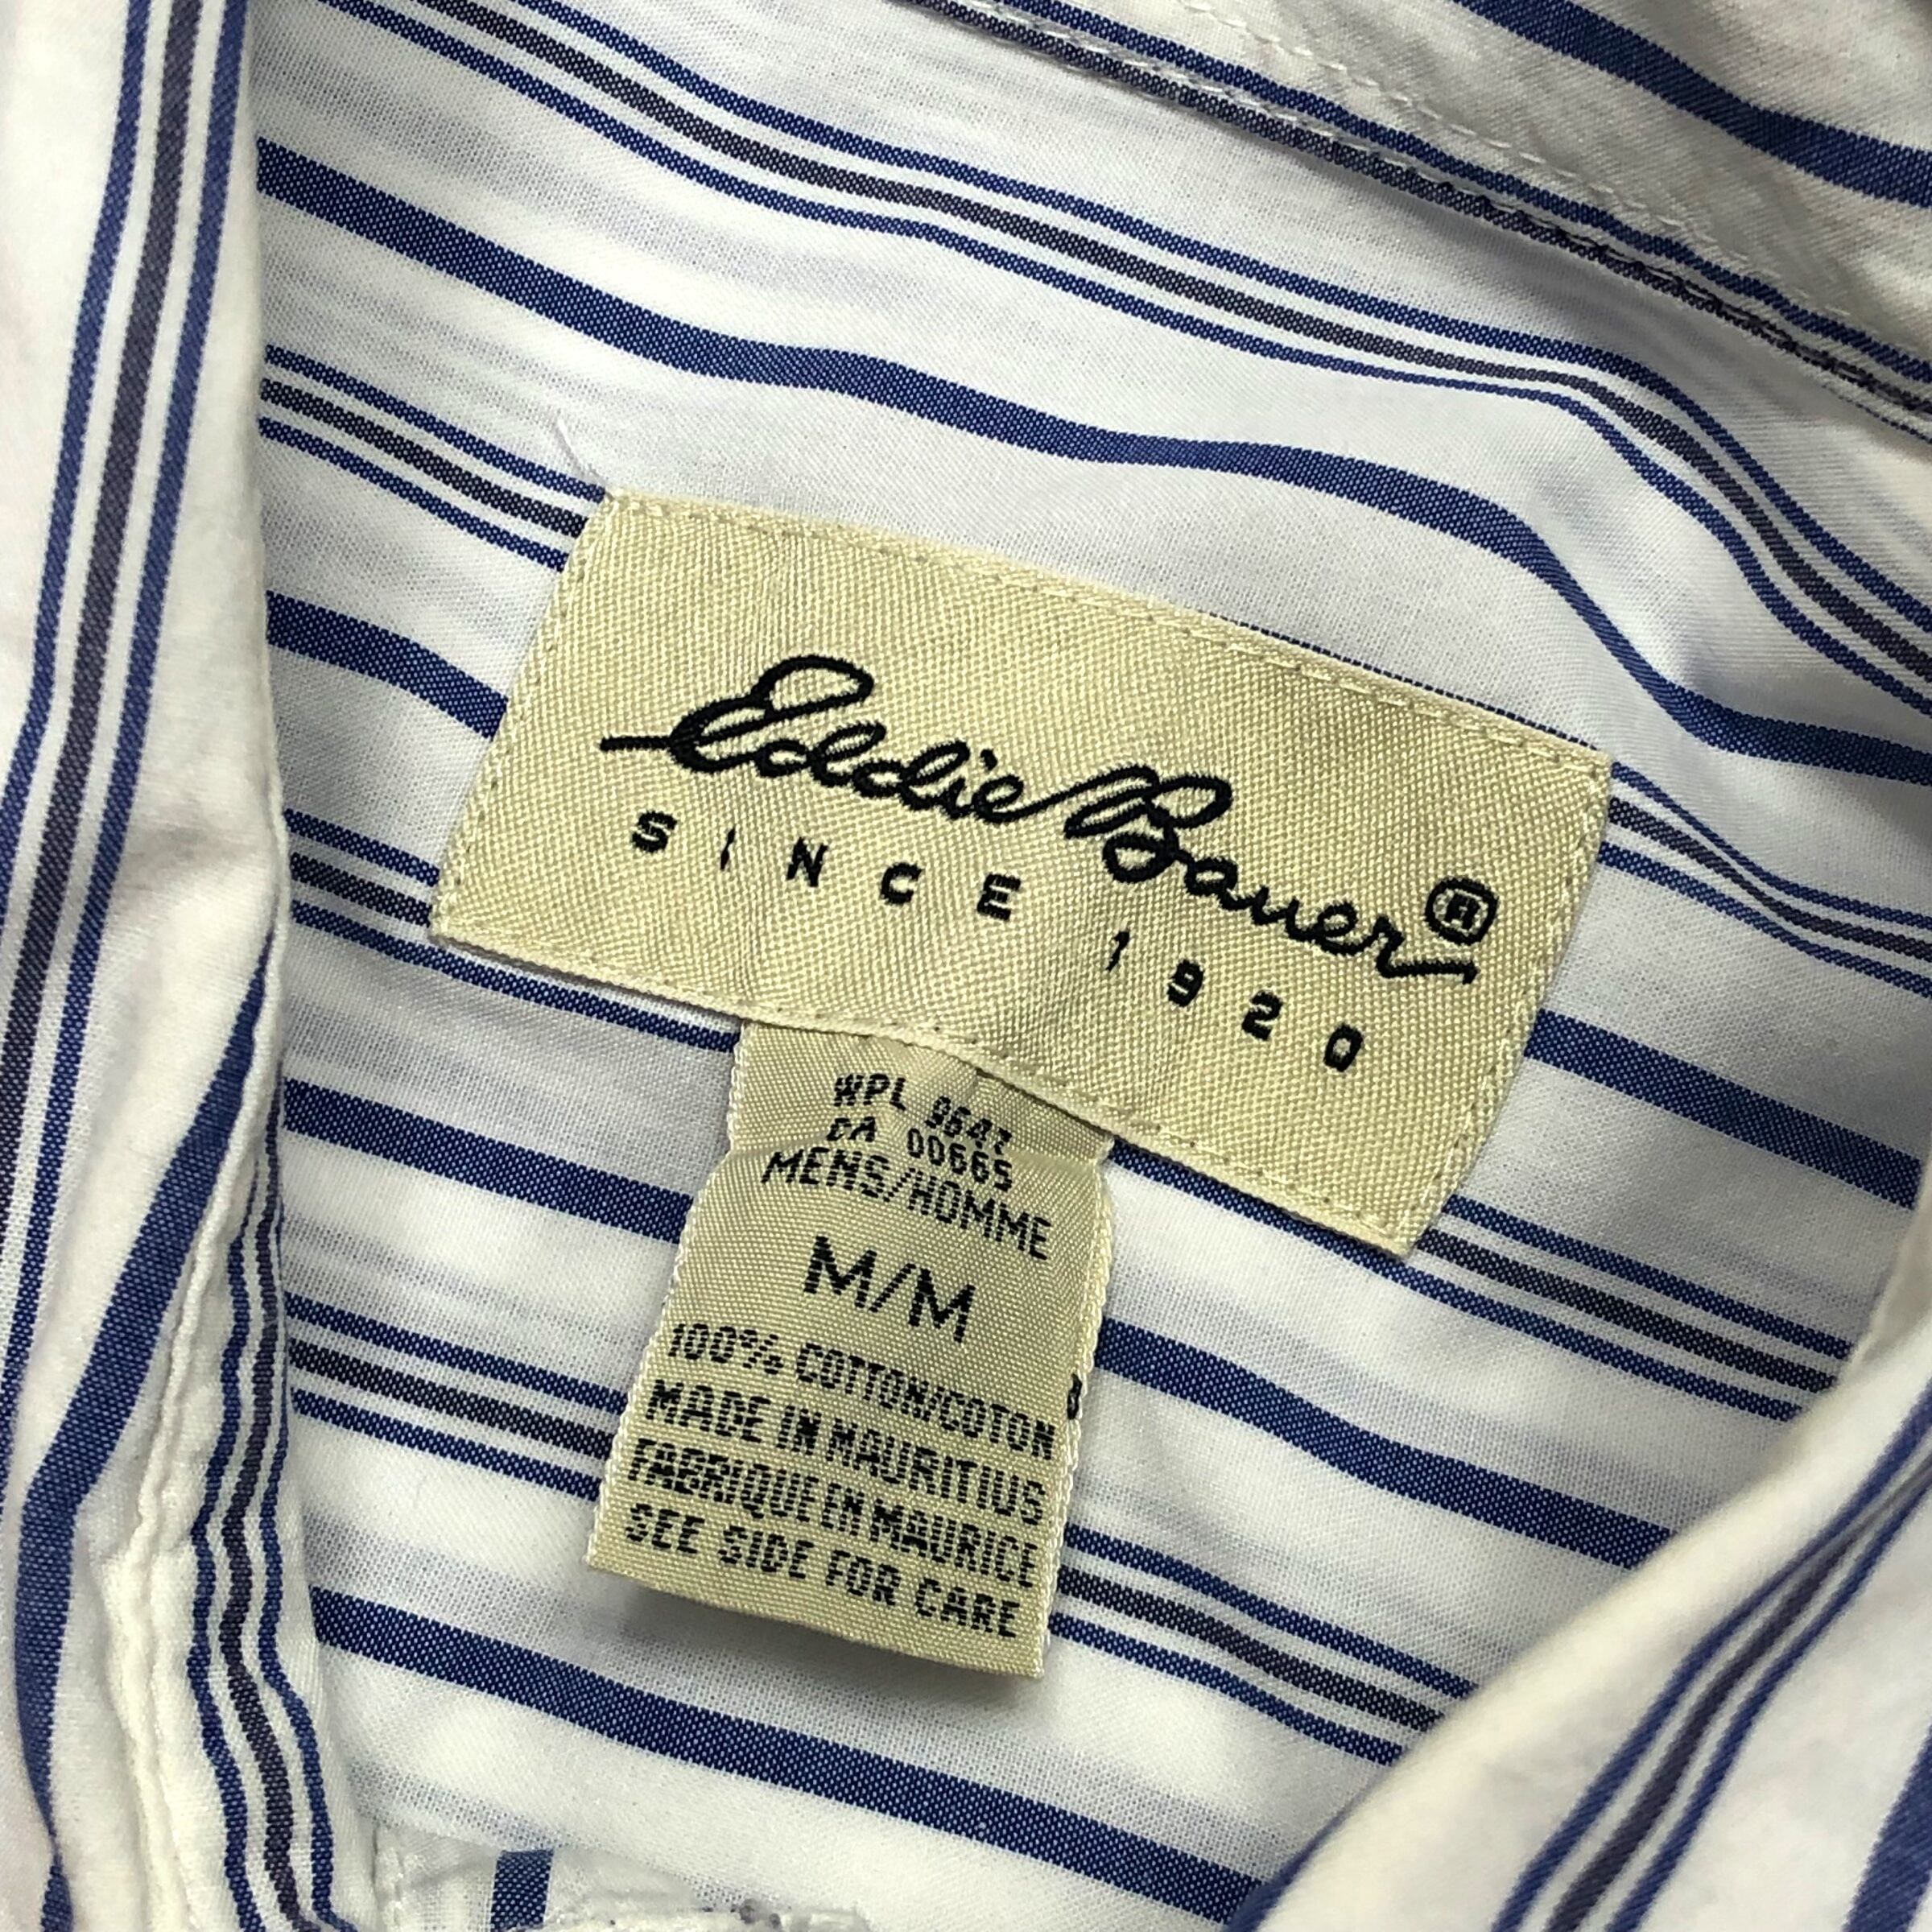 Eddie Bauer®
SINCE 1920
WPL 9647
CA 00665
MENS/HOMME
M/M
100% COTTON/COTON
MADE IN MAURITIUS
FABRIQUE EN MAURICE
SEE SIDE FOR CARE